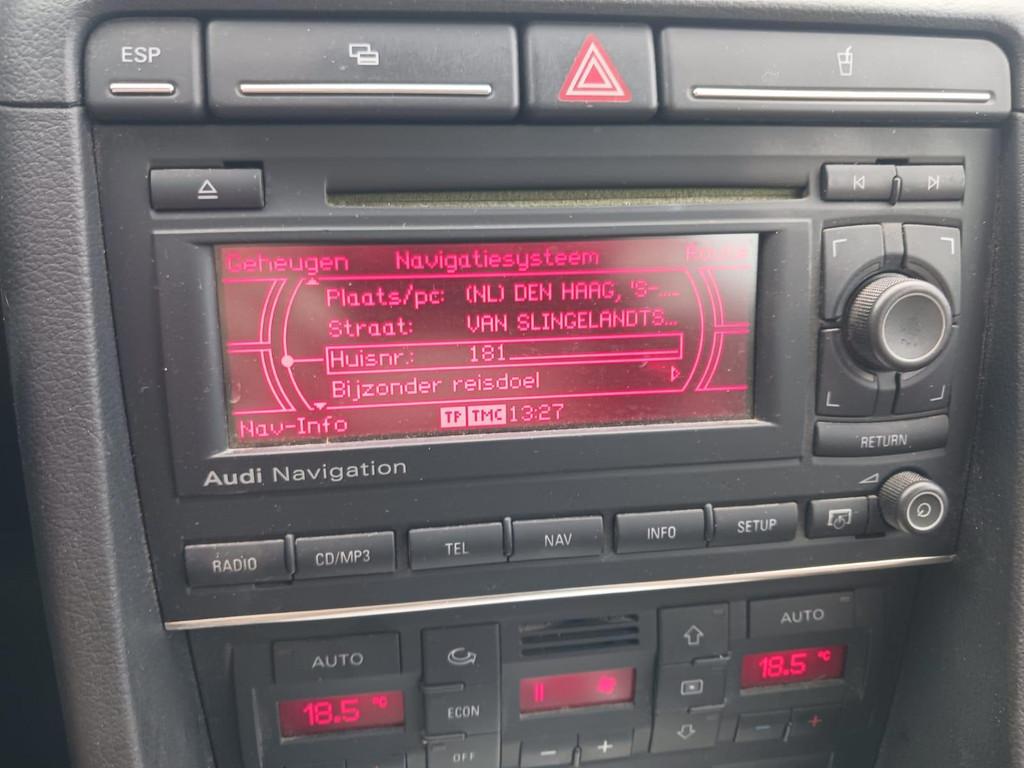 ESP
Geheugen Navigatiesysteem Route
Plaats/pc: (NL) DEN HAAG, 'S-....
Straat: VAN SLINGELANDTS...
Huisnr.: 181
Bijzonder reisdoel
Nav-Info TP TMC 13:27
RETURN
Audi Navigation
RADIO CD/MP3 TEL NAV INFO SETUP
AUTO AUTO
18.5 °C 18.5 °C
ECON
OFF